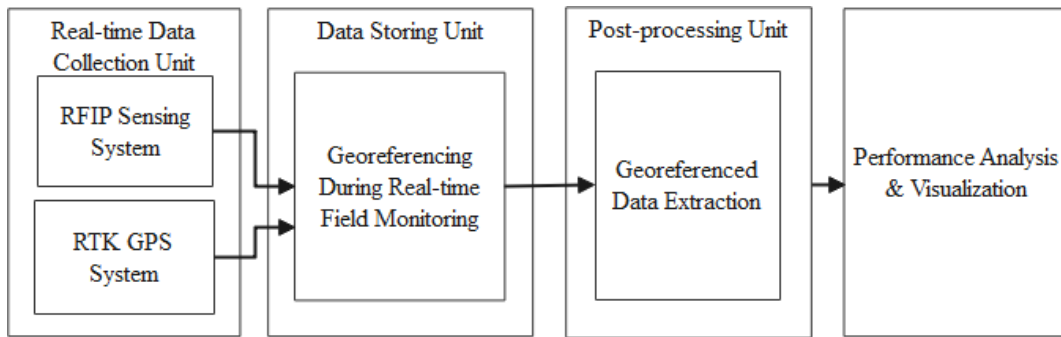 Real-time Data
Collection Unit
RFIP Sensing
System
RTK GPS
System
Data Storing Unit
Georeferencing
During Real-time
Field Monitoring
Post-processing Unit
Georeferenced
Data Extraction
Performance Analysis
& Visualization